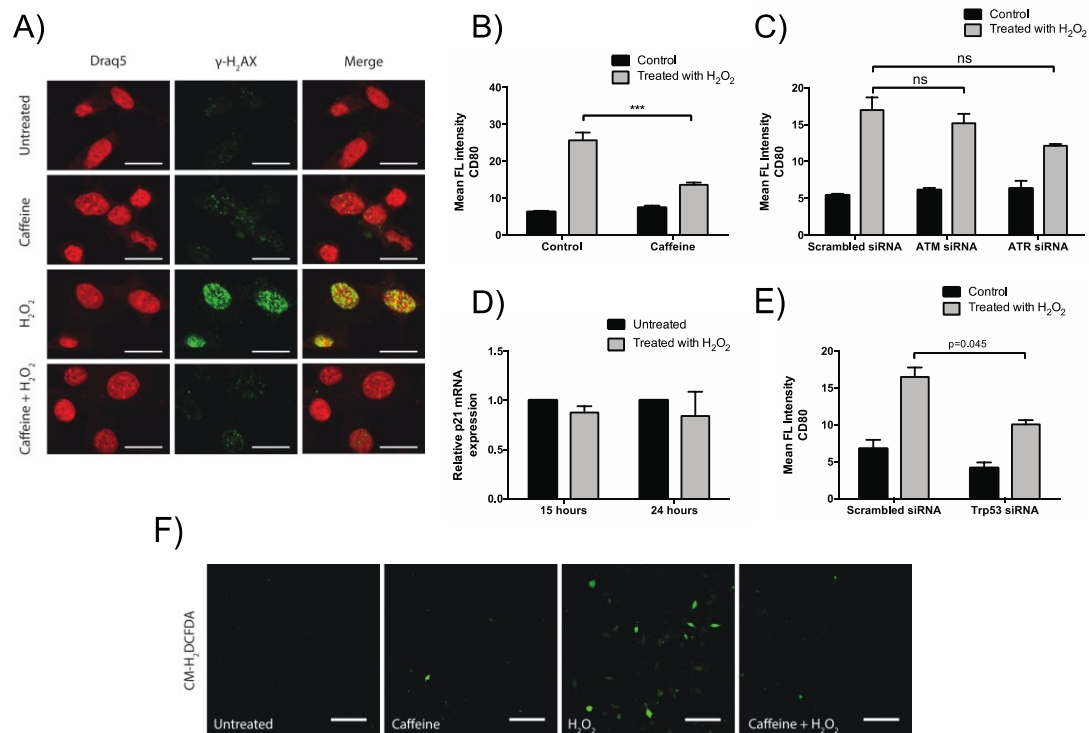 A)
Draq5 γ-H₂AX Merge
Untreated
Caffeine
H₂O₂
Caffeine + H₂O₂
B)
Control
Treated with H₂O₂
***
Mean FL intensity
CD80
40
30
20
10
0
Control Caffeine
C)
Control
Treated with H₂O₂
ns
ns
Mean FL Intensity
CD80
20
15
10
5
0
Scrambled siRNA ATM siRNA ATR siRNA
D)
Untreated
Treated with H₂O₂
Relative p21 mRNA
expression
1.5
1.0
0.5
0.0
15 hours 24 hours
E)
Control
Treated with H₂O₂
p=0.045
Mean FL Intensity
CD80
20
15
10
5
0
Scrambled siRNA Trp53 siRNA
F)
CM-H₂DCFDA
Untreated Caffeine H₂O₂ Caffeine + H₂O₂